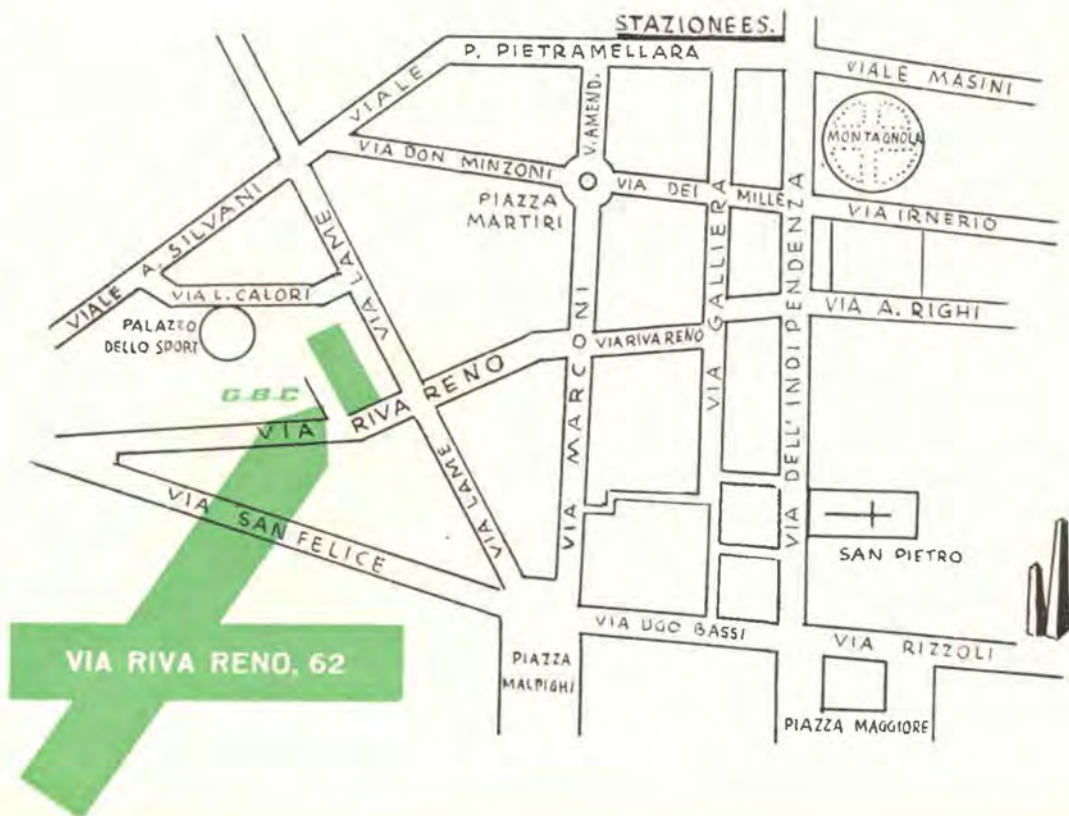 STAZIONE ES.
P. PIETRAMELLARA
VIALE
VIALE MASINI
MONTAGNOLA
V. AMEND.
VIA DON MINZONI
VIA DEI MILLE
PIAZZA
MARTIRI
VIA IRNERIO
VIALE A. SILVANI
VIA LAME
VIA L. CALORI
VIA GALLIERA
VIA DELL'INDIPENDENZA
VIA A. RIGHI
PALAZZO
DELLO SPORT
VIA LAME
VIA MARCONI
VIA RIVA RENO
G.B.C
VIA RIVA RENO
VIA LAME
VIA SAN FELICE
SAN PIETRO
VIA UGO BASSI
VIA RIZZOLI
VIA RIVA RENO, 62
PIAZZA
MALPIGHI
PIAZZA MAGGIORE